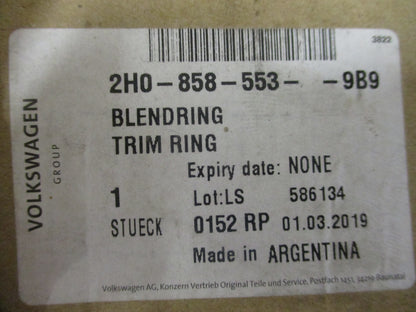 3822
2H0-858-553- -9B9
BLENDRING
TRIM RING
Expiry date: NONE
1 Lot:LS 586134
STUECK 0152 RP 01.03.2019
Made in ARGENTINA
VOLKSWAGEN
GROUP
Volkswagen AG, Konzern Vertrieb Original Teile und Service, Postfach 1451, 34219 Baunatal